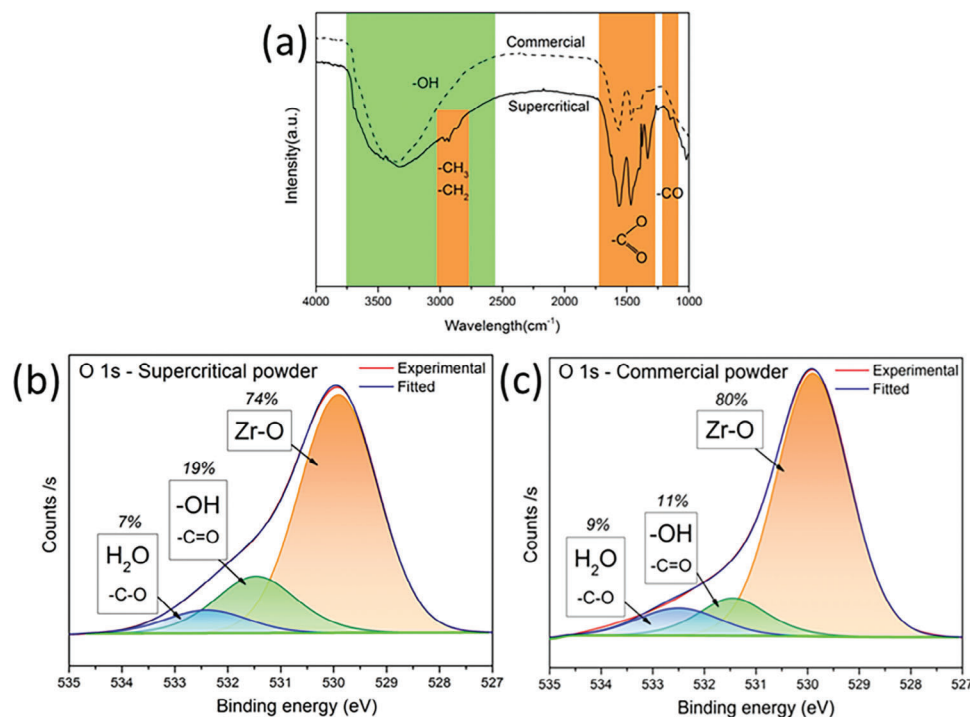 (a)
Commercial
-OH
Supercritical
-CH₃
-CH₂
-CO
O
-C
O
Intensity(a.u.)
4000 3500 3000 2500 2000 1500 1000
Wavelength(cm⁻¹)
(b)
O 1s - Supercritical powder
Experimental
Fitted
74%
Zr-O
19%
-OH
-C=O
7%
H₂O
-C-O
Counts /s
535 534 533 532 531 530 529 528 527
Binding energy (eV)
(c)
O 1s - Commercial powder
Experimental
Fitted
80%
Zr-O
11%
-OH
-C=O
9%
H₂O
-C-O
Counts /s
535 534 533 532 531 530 529 528 527
Binding energy (eV)